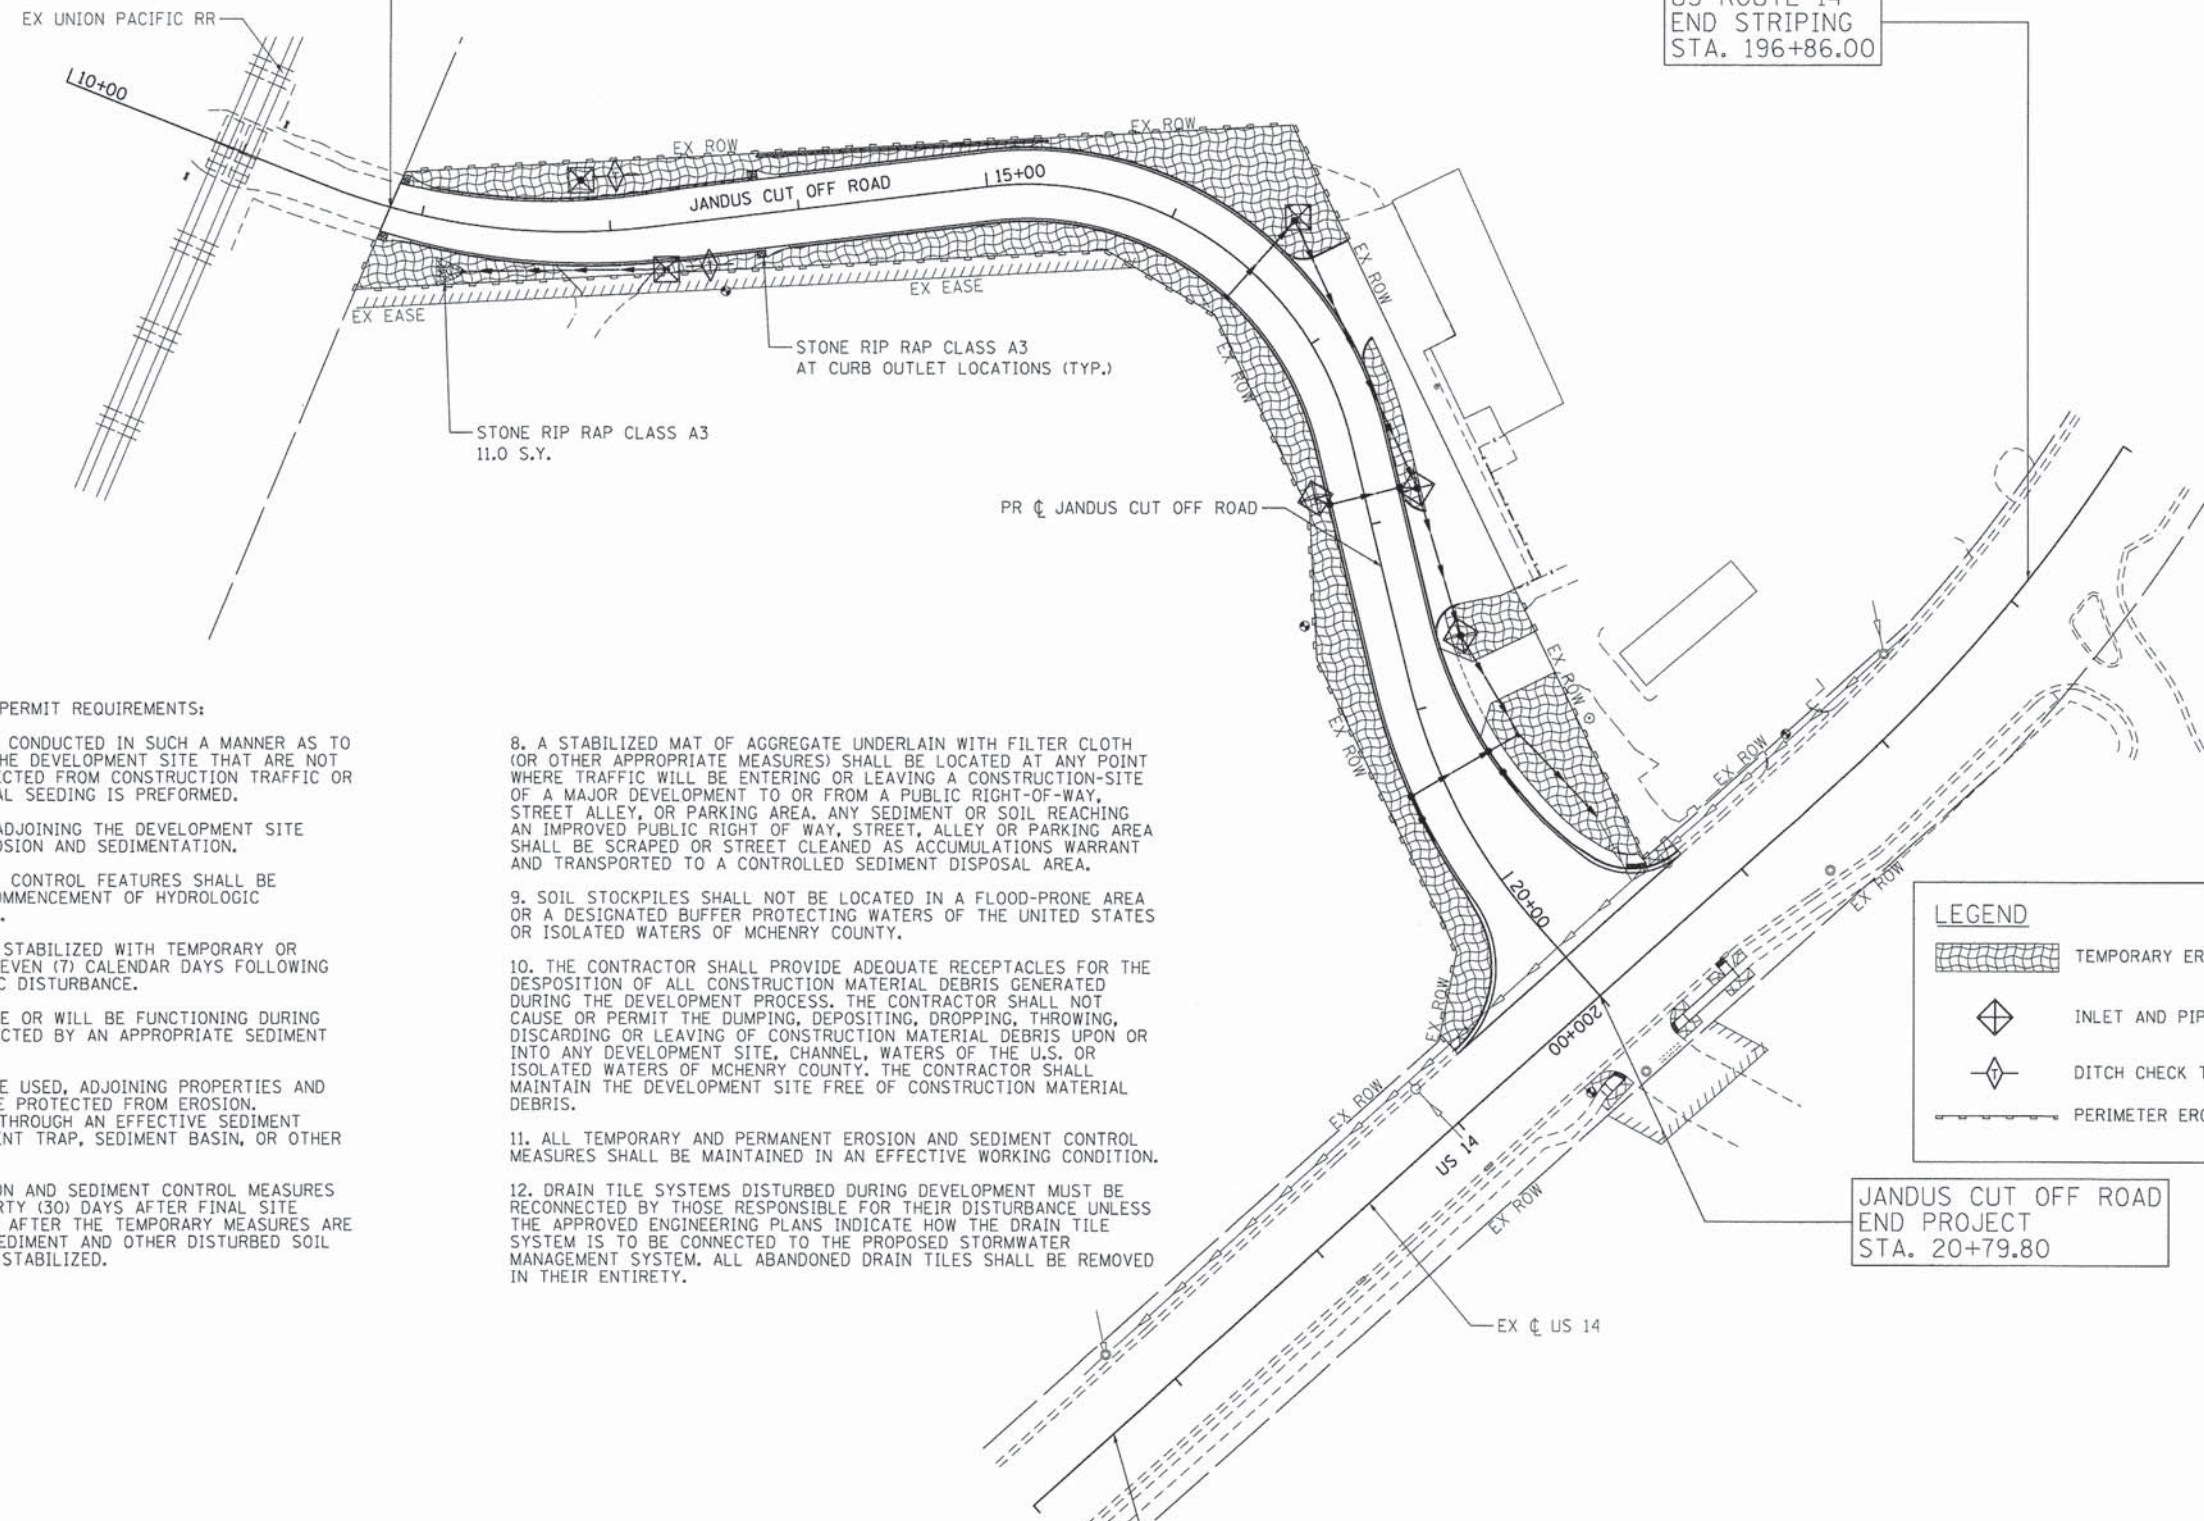 EX UNION PACIFIC RR
10+00
EX ROW
EX ROW
JANDUS CUT OFF ROAD
15+00
EX EASE
EX EASE
EX ROW
EX ROW
STONE RIP RAP CLASS A3
AT CURB OUTLET LOCATIONS (TYP.)
STONE RIP RAP CLASS A3
11.0 S.Y.
PR ℄ JANDUS CUT OFF ROAD
US ROUTE 14
END STRIPING
STA. 196+86.00
EX ROW
EX ROW
EX ROW
EX ROW
EX ROW
20+00
200+00
EX ROW
US 14
EX ROW
EX ℄ US 14
JANDUS CUT OFF ROAD
END PROJECT
STA. 20+79.80
LEGEND
TEMPORARY ER
INLET AND PIP
DITCH CHECK T
PERIMETER ERO
PERMIT REQUIREMENTS:
CONDUCTED IN SUCH A MANNER AS TO
HE DEVELOPMENT SITE THAT ARE NOT
ECTED FROM CONSTRUCTION TRAFFIC OR
AL SEEDING IS PREFORMED.
ADJOINING THE DEVELOPMENT SITE
OSION AND SEDIMENTATION.
CONTROL FEATURES SHALL BE
OMMENCEMENT OF HYDROLOGIC
.
STABILIZED WITH TEMPORARY OR
EVEN (7) CALENDAR DAYS FOLLOWING
C DISTURBANCE.
E OR WILL BE FUNCTIONING DURING
CTED BY AN APPROPRIATE SEDIMENT
E USED, ADJOINING PROPERTIES AND
E PROTECTED FROM EROSION.
THROUGH AN EFFECTIVE SEDIMENT
ENT TRAP, SEDIMENT BASIN, OR OTHER
ON AND SEDIMENT CONTROL MEASURES
RTY (30) DAYS AFTER FINAL SITE
AFTER THE TEMPORARY MEASURES ARE
EDIMENT AND OTHER DISTURBED SOIL
STABILIZED.
8. A STABILIZED MAT OF AGGREGATE UNDERLAIN WITH FILTER CLOTH
(OR OTHER APPROPRIATE MEASURES) SHALL BE LOCATED AT ANY POINT
WHERE TRAFFIC WILL BE ENTERING OR LEAVING A CONSTRUCTION-SITE
OF A MAJOR DEVELOPMENT TO OR FROM A PUBLIC RIGHT-OF-WAY,
STREET ALLEY, OR PARKING AREA. ANY SEDIMENT OR SOIL REACHING
AN IMPROVED PUBLIC RIGHT OF WAY, STREET, ALLEY OR PARKING AREA
SHALL BE SCRAPED OR STREET CLEANED AS ACCUMULATIONS WARRANT
AND TRANSPORTED TO A CONTROLLED SEDIMENT DISPOSAL AREA.
9. SOIL STOCKPILES SHALL NOT BE LOCATED IN A FLOOD-PRONE AREA
OR A DESIGNATED BUFFER PROTECTING WATERS OF THE UNITED STATES
OR ISOLATED WATERS OF MCHENRY COUNTY.
10. THE CONTRACTOR SHALL PROVIDE ADEQUATE RECEPTACLES FOR THE
DESPOSITION OF ALL CONSTRUCTION MATERIAL DEBRIS GENERATED
DURING THE DEVELOPMENT PROCESS. THE CONTRACTOR SHALL NOT
CAUSE OR PERMIT THE DUMPING, DEPOSITING, DROPPING, THROWING,
DISCARDING OR LEAVING OF CONSTRUCTION MATERIAL DEBRIS UPON OR
INTO ANY DEVELOPMENT SITE, CHANNEL, WATERS OF THE U.S. OR
ISOLATED WATERS OF MCHENRY COUNTY. THE CONTRACTOR SHALL
MAINTAIN THE DEVELOPMENT SITE FREE OF CONSTRUCTION MATERIAL
DEBRIS.
11. ALL TEMPORARY AND PERMANENT EROSION AND SEDIMENT CONTROL
MEASURES SHALL BE MAINTAINED IN AN EFFECTIVE WORKING CONDITION.
12. DRAIN TILE SYSTEMS DISTURBED DURING DEVELOPMENT MUST BE
RECONNECTED BY THOSE RESPONSIBLE FOR THEIR DISTURBANCE UNLESS
THE APPROVED ENGINEERING PLANS INDICATE HOW THE DRAIN TILE
SYSTEM IS TO BE CONNECTED TO THE PROPOSED STORMWATER
MANAGEMENT SYSTEM. ALL ABANDONED DRAIN TILES SHALL BE REMOVED
IN THEIR ENTIRETY.